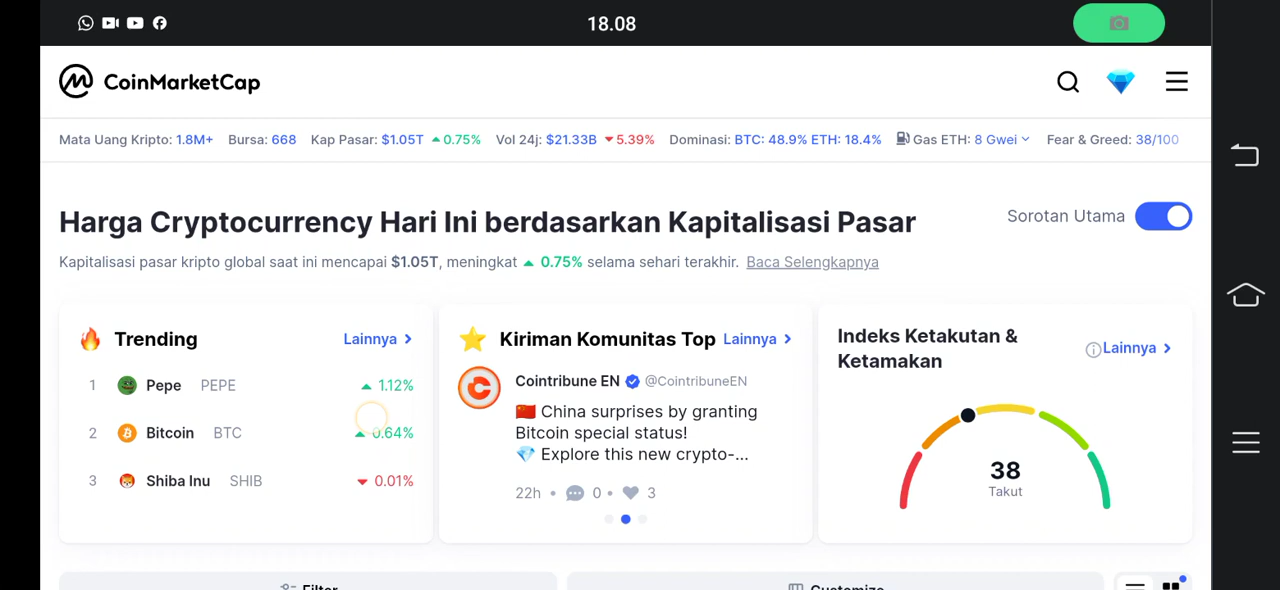 18.08
CoinMarketCap
Mata Uang Kripto: 1.8M+ Bursa: 668 Kap Pasar: $1.05T 0.75% Vol 24j: $21.33B 5.39% Dominasi: BTC: 48.9% ETH: 18.4% Gas ETH: 8 Gwei Fear & Greed: 38/100
Harga Cryptocurrency Hari Ini berdasarkan Kapitalisasi Pasar
Sorotan Utama
Kapitalisasi pasar kripto global saat ini mencapai $1.05T, meningkat 0.75% selama sehari terakhir. Baca Selengkapnya
Trending Lainnya
1 Pepe PEPE 1.12%
2 Bitcoin BTC 0.64%
3 Shiba Inu SHIB 0.01%
Kiriman Komunitas Top Lainnya
Cointribune EN @CointribuneEN
China surprises by granting
Bitcoin special status!
Explore this new crypto-...
22h • 0 • 3
Indeks Ketakutan &
Ketamakan
Lainnya
38
Takut
Filter
Customize